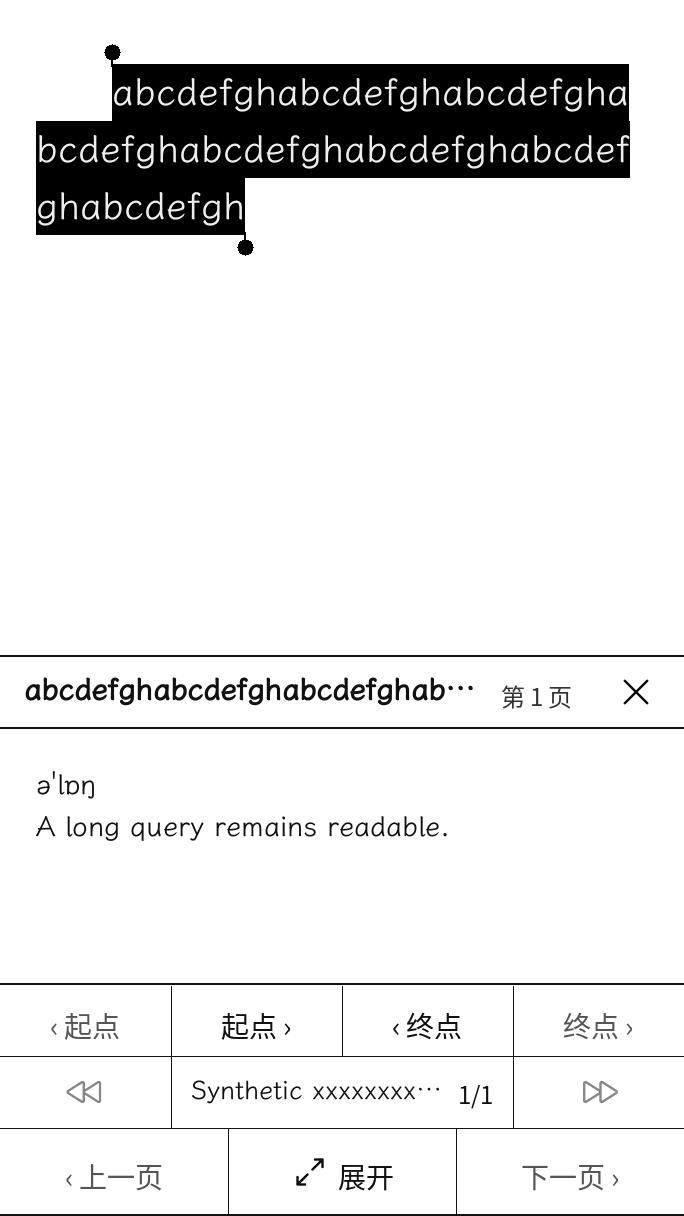 abcdefghabcdefghabcdefgha
bcdefghabcdefghabcdefghabcdef
ghabcdefgh
abcdefghabcdefghabcdefghab…
第 1 页
əˈlɒŋ
A long query remains readable.
‹ 起点
起点 ›
‹ 终点
终点 ›
Synthetic xxxxxxxx…
1/1
‹ 上一页
展开
下一页 ›